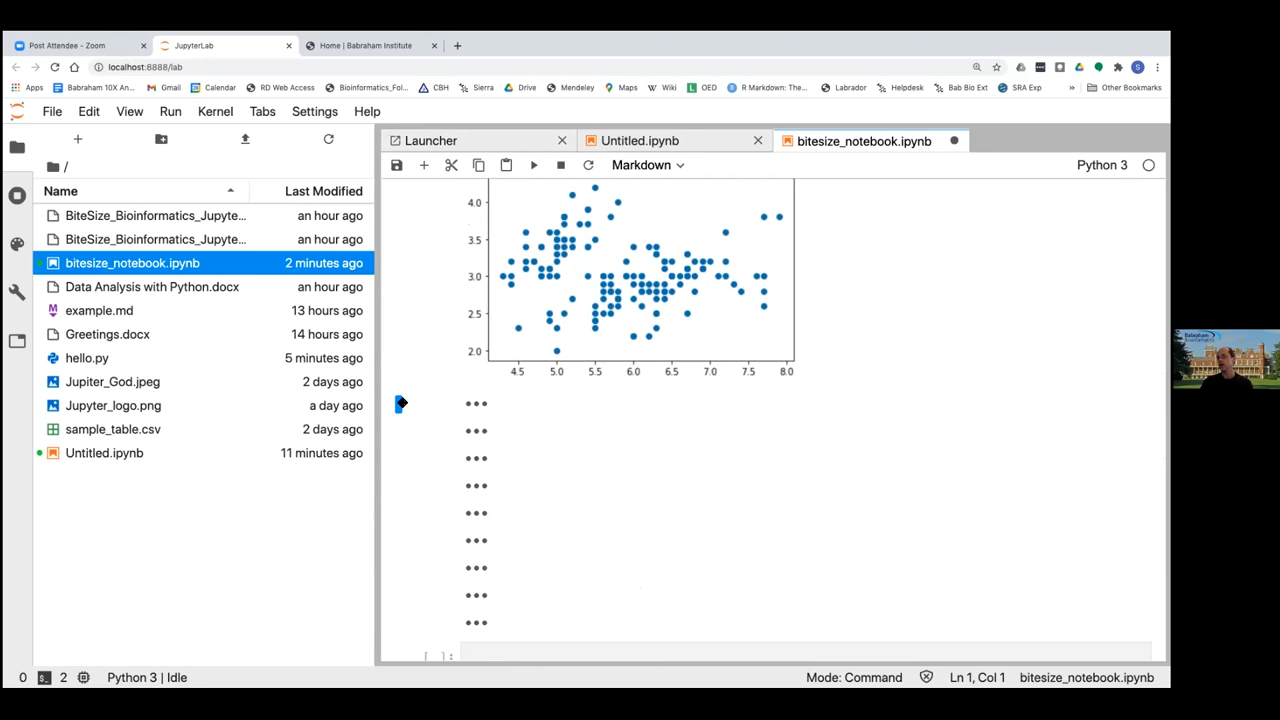 Post Attendee - Zoom
JupyterLab
Home | Babraham Institute
localhost:8888/lab
Apps
Babraham 10X An...
Gmail
Calendar
RD Web Access
Bioinformatics_Fol...
CBH
Sierra
Drive
Mendeley
Maps
Wiki
OED
R Markdown: The...
Labrador
Helpdesk
Bab Bio Ext
SRA Exp
»
Other Bookmarks
File Edit View Run Kernel Tabs Settings Help
/
Name Last Modified
BiteSize_Bioinformatics_Jupyte... an hour ago
BiteSize_Bioinformatics_Jupyte... an hour ago
bitesize_notebook.ipynb 2 minutes ago
Data Analysis with Python.docx an hour ago
example.md 13 hours ago
Greetings.docx 14 hours ago
hello.py 5 minutes ago
Jupiter_God.jpeg 2 days ago
Jupyter_logo.png a day ago
sample_table.csv 2 days ago
Untitled.ipynb 11 minutes ago
Launcher
Untitled.ipynb
bitesize_notebook.ipynb
Markdown
Python 3
4.0
3.5
3.0
2.5
2.0
4.5 5.0 5.5 6.0 6.5 7.0 7.5 8.0
•••
•••
•••
•••
•••
•••
•••
•••
•••
[ ]:
0 2 Python 3 | Idle
Mode: Command Ln 1, Col 1 bitesize_notebook.ipynb
Babraham